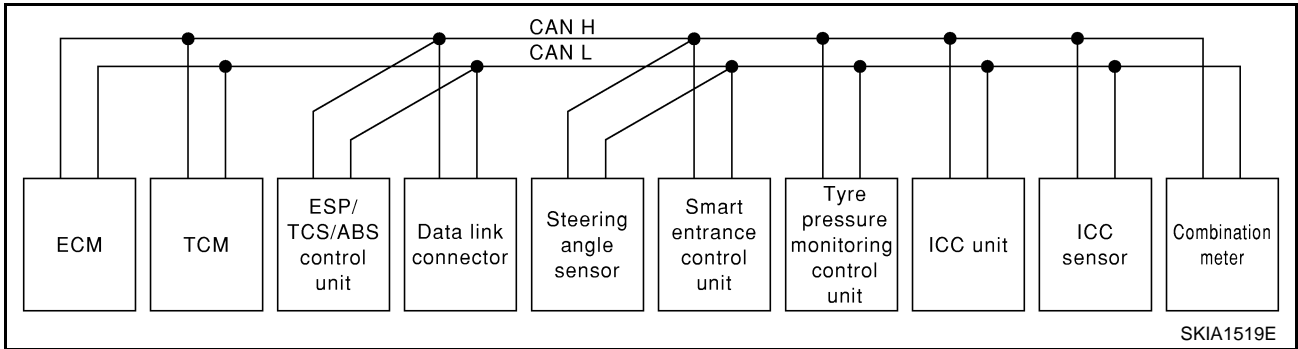 CAN H
CAN L
ECM
TCM
ESP/
TCS/ABS
control
unit
Data link
connector
Steering
angle
sensor
Smart
entrance
control
unit
Tyre
pressure
monitoring
control
unit
ICC unit
ICC
sensor
Combination
meter
SKIA1519E